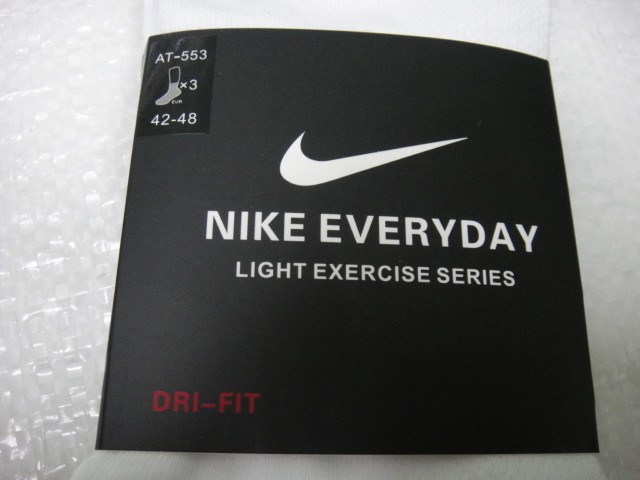 AT-553
×3
EUR
42-48
NIKE EVERYDAY
LIGHT EXERCISE SERIES
DRI-FIT